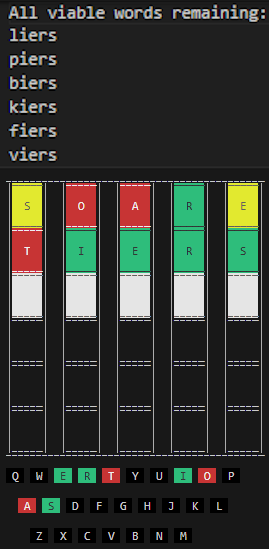 All viable words remaining:
liers
piers
biers
kiers
fiers
viers
S O A R E
T I E R S
Q W E R T Y U I O P
A S D F G H J K L
Z X C V B N M